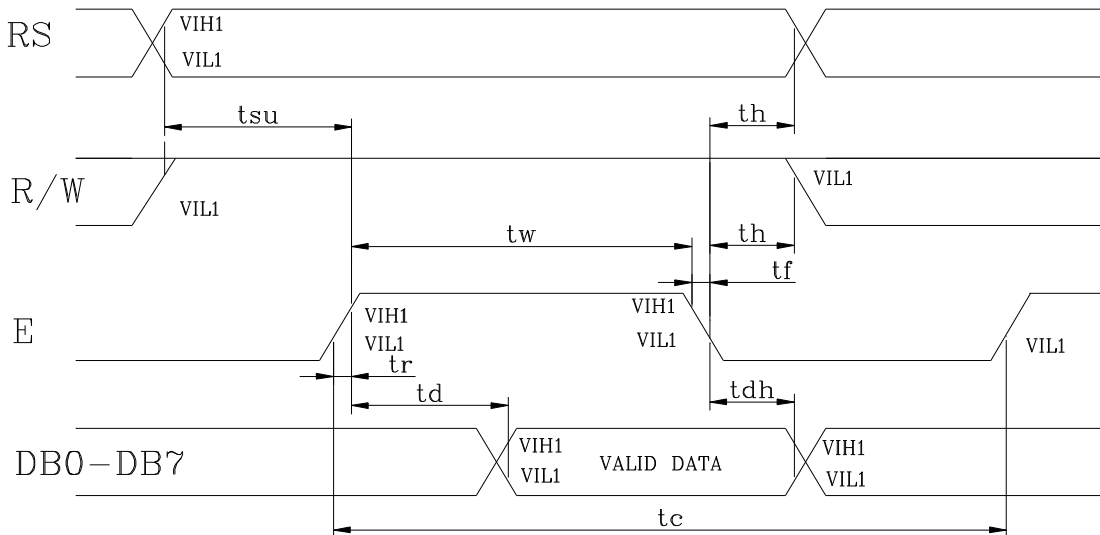 RS
VIH1
VIL1
tsu
th
R/W
VIL1
VIL1
tw
th
tf
E
VIH1
VIL1
VIH1
VIL1
VIL1
tr
td
tdh
DB0-DB7
VIH1
VIL1
VALID DATA
VIH1
VIL1
tc